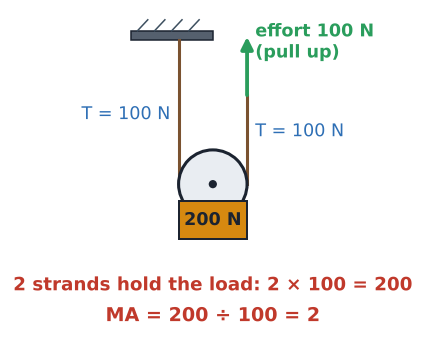 effort 100 N
(pull up)
T = 100 N
T = 100 N
200 N
2 strands hold the load: 2 × 100 = 200
MA = 200 ÷ 100 = 2